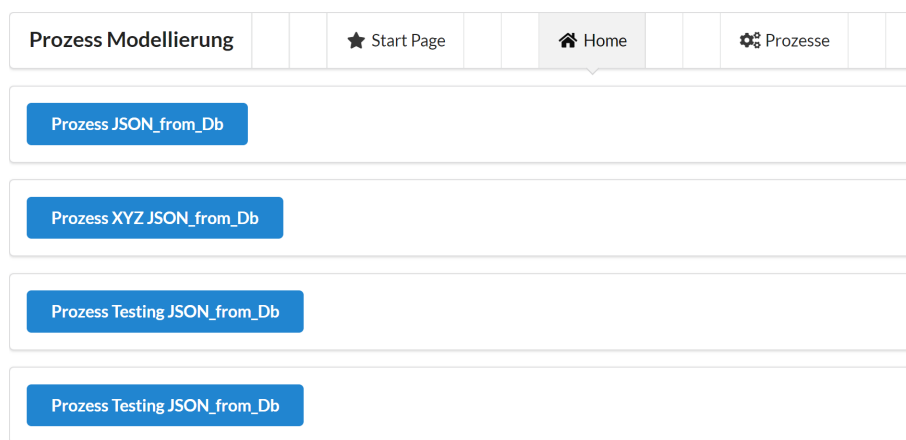 Prozess Modellierung Start Page Home Prozesse
Prozess JSON_from_Db
Prozess XYZ JSON_from_Db
Prozess Testing JSON_from_Db
Prozess Testing JSON_from_Db